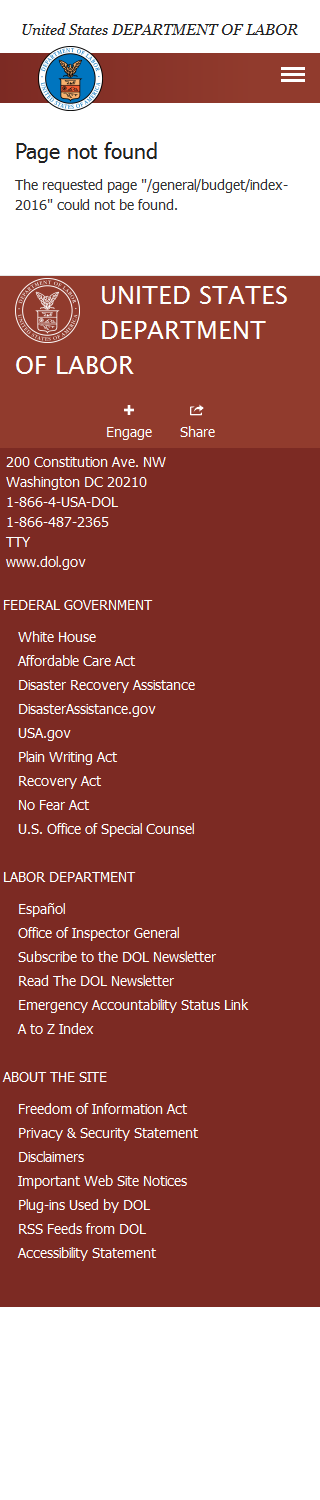 United States DEPARTMENT OF LABOR
Page not found
The requested page "/general/budget/index-
2016" could not be found.
UNITED STATES
DEPARTMENT
OF LABOR
Engage Share
200 Constitution Ave. NW
Washington DC 20210
1-866-4-USA-DOL
1-866-487-2365
TTY
www.dol.gov
FEDERAL GOVERNMENT
White House
Affordable Care Act
Disaster Recovery Assistance
DisasterAssistance.gov
USA.gov
Plain Writing Act
Recovery Act
No Fear Act
U.S. Office of Special Counsel
LABOR DEPARTMENT
Español
Office of Inspector General
Subscribe to the DOL Newsletter
Read The DOL Newsletter
Emergency Accountability Status Link
A to Z Index
ABOUT THE SITE
Freedom of Information Act
Privacy & Security Statement
Disclaimers
Important Web Site Notices
Plug-ins Used by DOL
RSS Feeds from DOL
Accessibility Statement